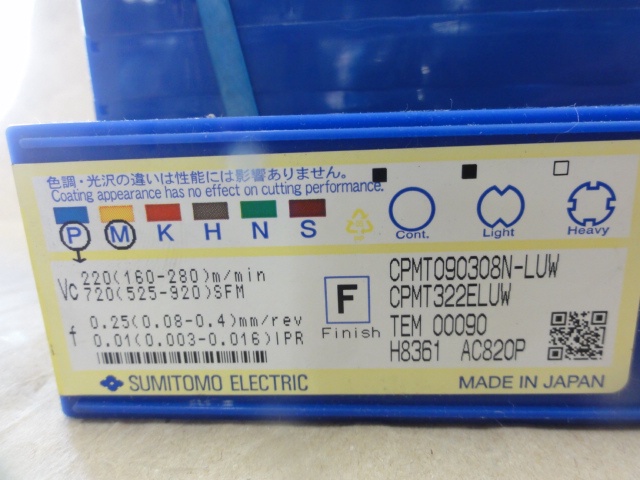 色調・光沢の違いは性能には影響ありません。
Coating appearance has no effect on cutting performance.
P M K H N S
Cont. Light Heavy
Vc 220(160-280)m/min
720(525-920)SFM
f 0.25(0.08-0.4)mm/rev
0.01(0.003-0.016)IPR
F
Finish
CPMT090308N-LUW
CPMT322ELUW
TEM 00090
H8361 AC820P
SUMITOMO ELECTRIC
MADE IN JAPAN